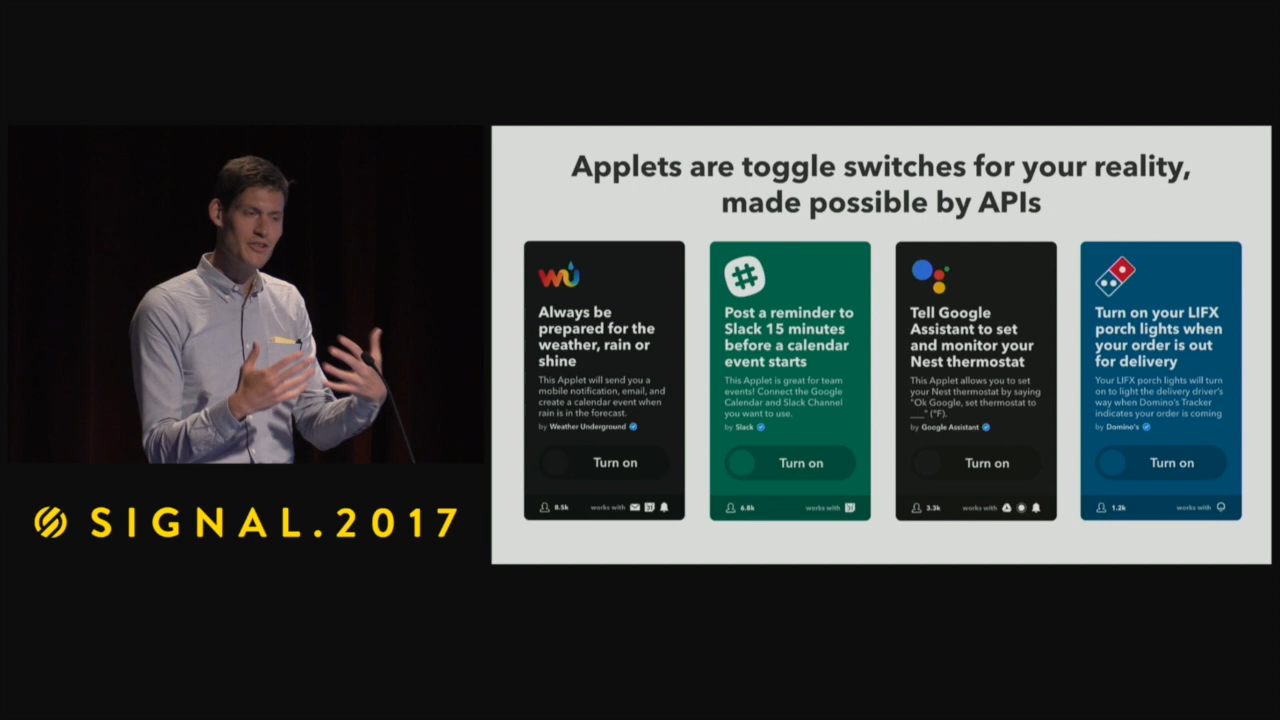 Applets are toggle switches for your reality,
made possible by APIs
Always be
prepared for the
weather, rain or
shine
This Applet will send you a
mobile notification, email, and
create a calendar event when
rain is in the forecast.
by Weather Underground
Turn on
8.5k works with
Post a reminder to
Slack 15 minutes
before a calendar
event starts
This Applet is great for team
events! Connect the Google
Calendar and Slack Channel
you want to use.
by Slack
Turn on
6.8k works with
Tell Google
Assistant to set
and monitor your
Nest thermostat
This Applet allows you to set
your Nest thermostat by saying
"Ok Google, set thermostat to
___" (°F).
by Google Assistant
Turn on
3.3k works with
Turn on your LIFX
porch lights when
your order is out
for delivery
Your LIFX porch lights will turn
on to light the delivery driver's
way when Domino's Tracker
indicates your order is coming
by Domino's
Turn on
1.2k works with
SIGNAL.2017